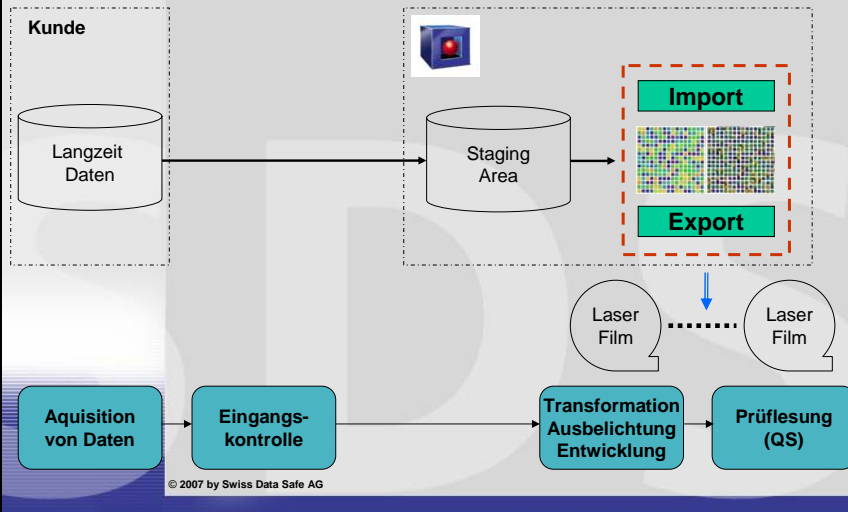 Kunde
Langzeit
Daten
Staging
Area
Import
Export
Laser
Film
Laser
Film
Aquisition
von Daten
Eingangs-
kontrolle
Transformation
Ausbelichtung
Entwicklung
Prüflesung
(QS)
© 2007 by Swiss Data Safe AG
SDS